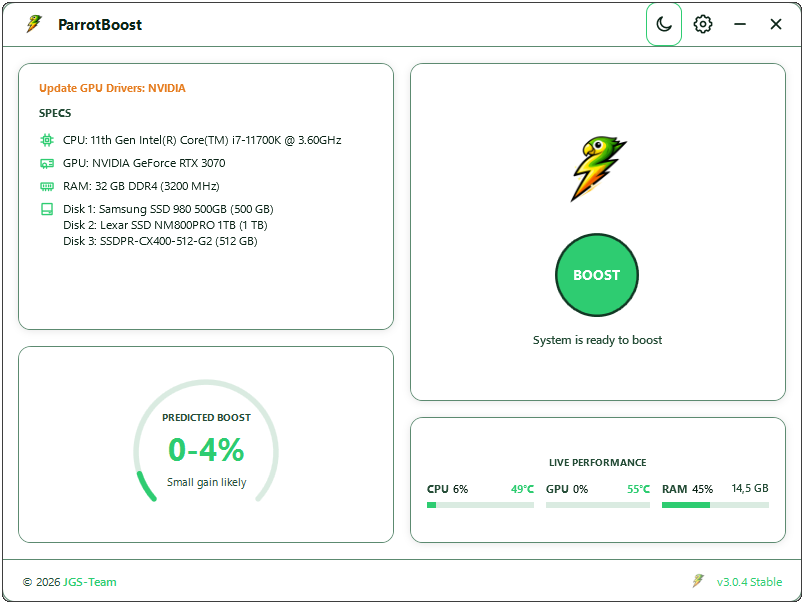 ParrotBoost
Update GPU Drivers: NVIDIA
SPECS
CPU: 11th Gen Intel(R) Core(TM) i7-11700K @ 3.60GHz
GPU: NVIDIA GeForce RTX 3070
RAM: 32 GB DDR4 (3200 MHz)
Disk 1: Samsung SSD 980 500GB (500 GB)
Disk 2: Lexar SSD NM800PRO 1TB (1 TB)
Disk 3: SSDPR-CX400-512-G2 (512 GB)
BOOST
System is ready to boost
PREDICTED BOOST
0-4%
Small gain likely
LIVE PERFORMANCE
CPU 6% 49°C GPU 0% 55°C RAM 45% 14,5 GB
© 2026 JGS-Team
v3.0.4 Stable